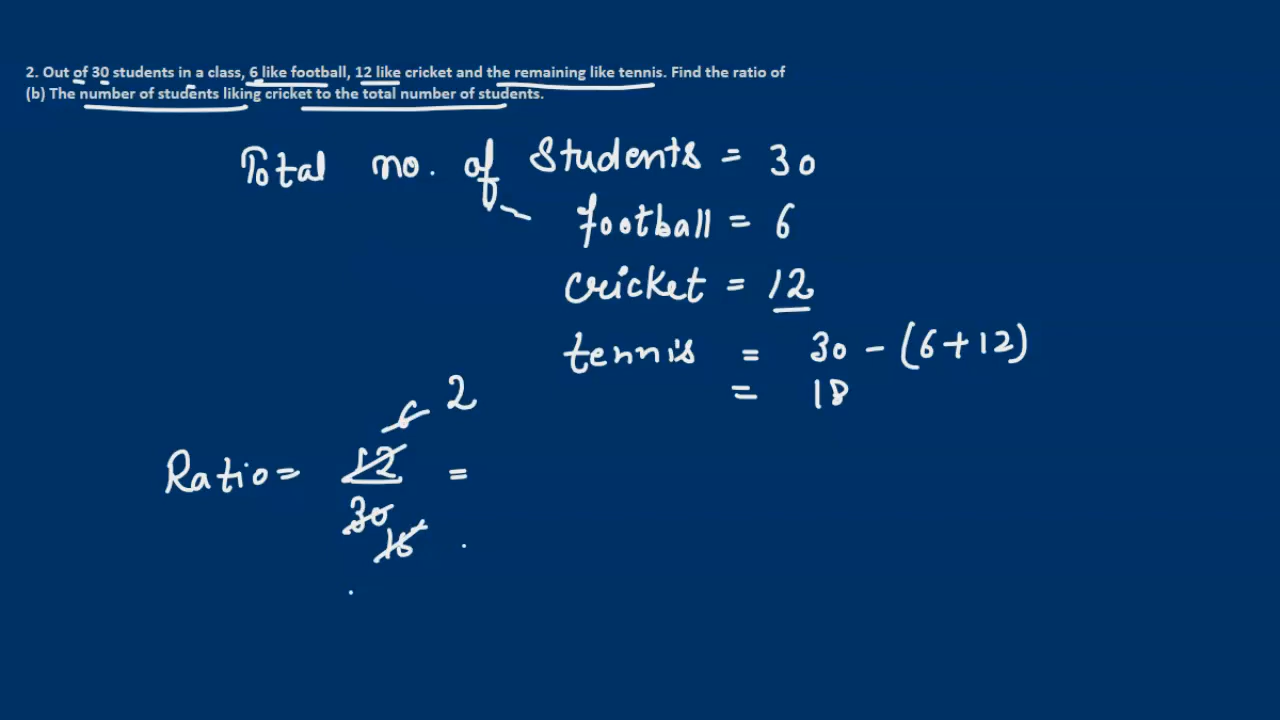 2. Out of 30 students in a class, 6 like football, 12 like cricket and the remaining like tennis. Find the ratio of
(b) The number of students liking cricket to the total number of students.
Total no. of Students = 30
football = 6
cricket = 12
tennis = 30 - (6+12)
= 18
6 2
Ratio = 12 =
30
15